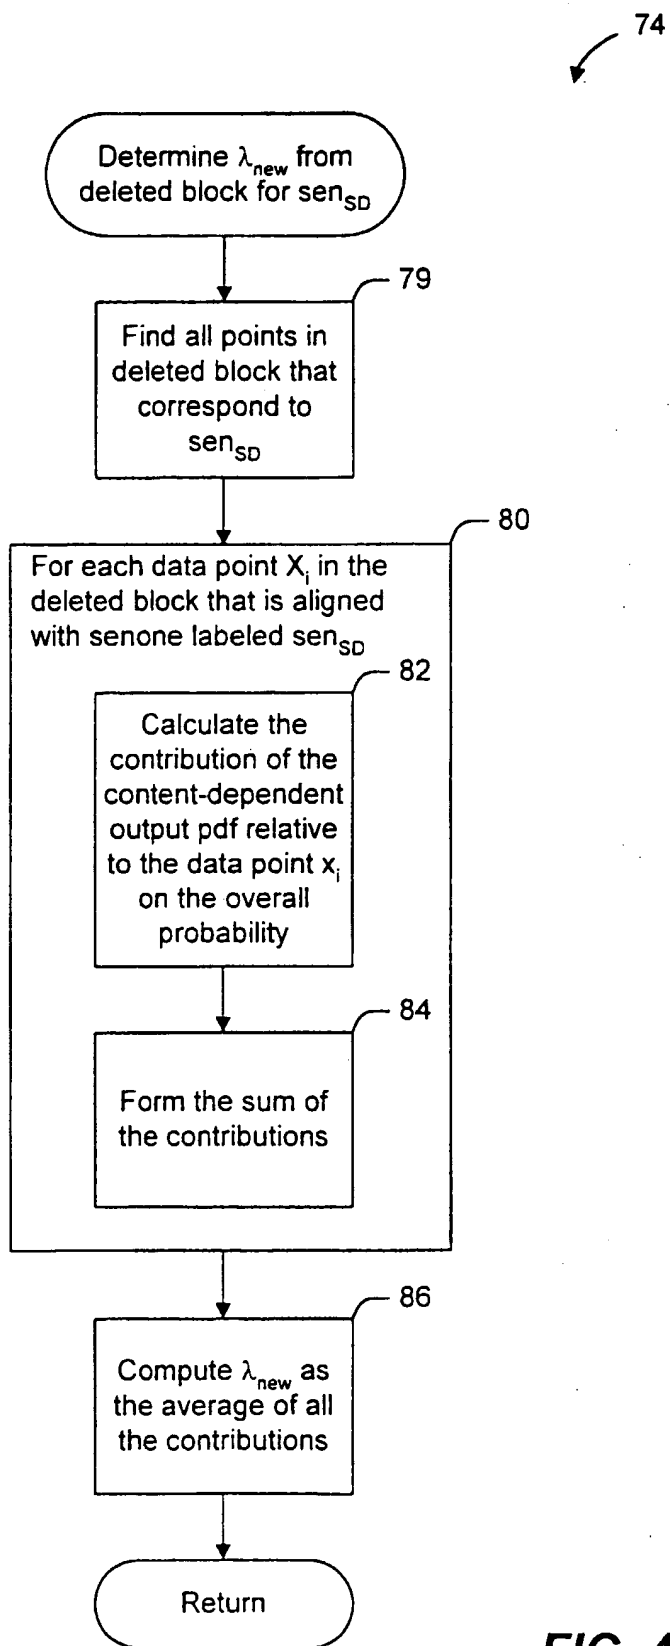 74
Determine λnew from
deleted block for senSD
79
Find all points in
deleted block that
correspond to
senSD
80
For each data point Xi in the
deleted block that is aligned
with senone labeled senSD
82
Calculate the
contribution of the
content-dependent
output pdf relative
to the data point xi
on the overall
probability
84
Form the sum of
the contributions
86
Compute λnew as
the average of all
the contributions
Return